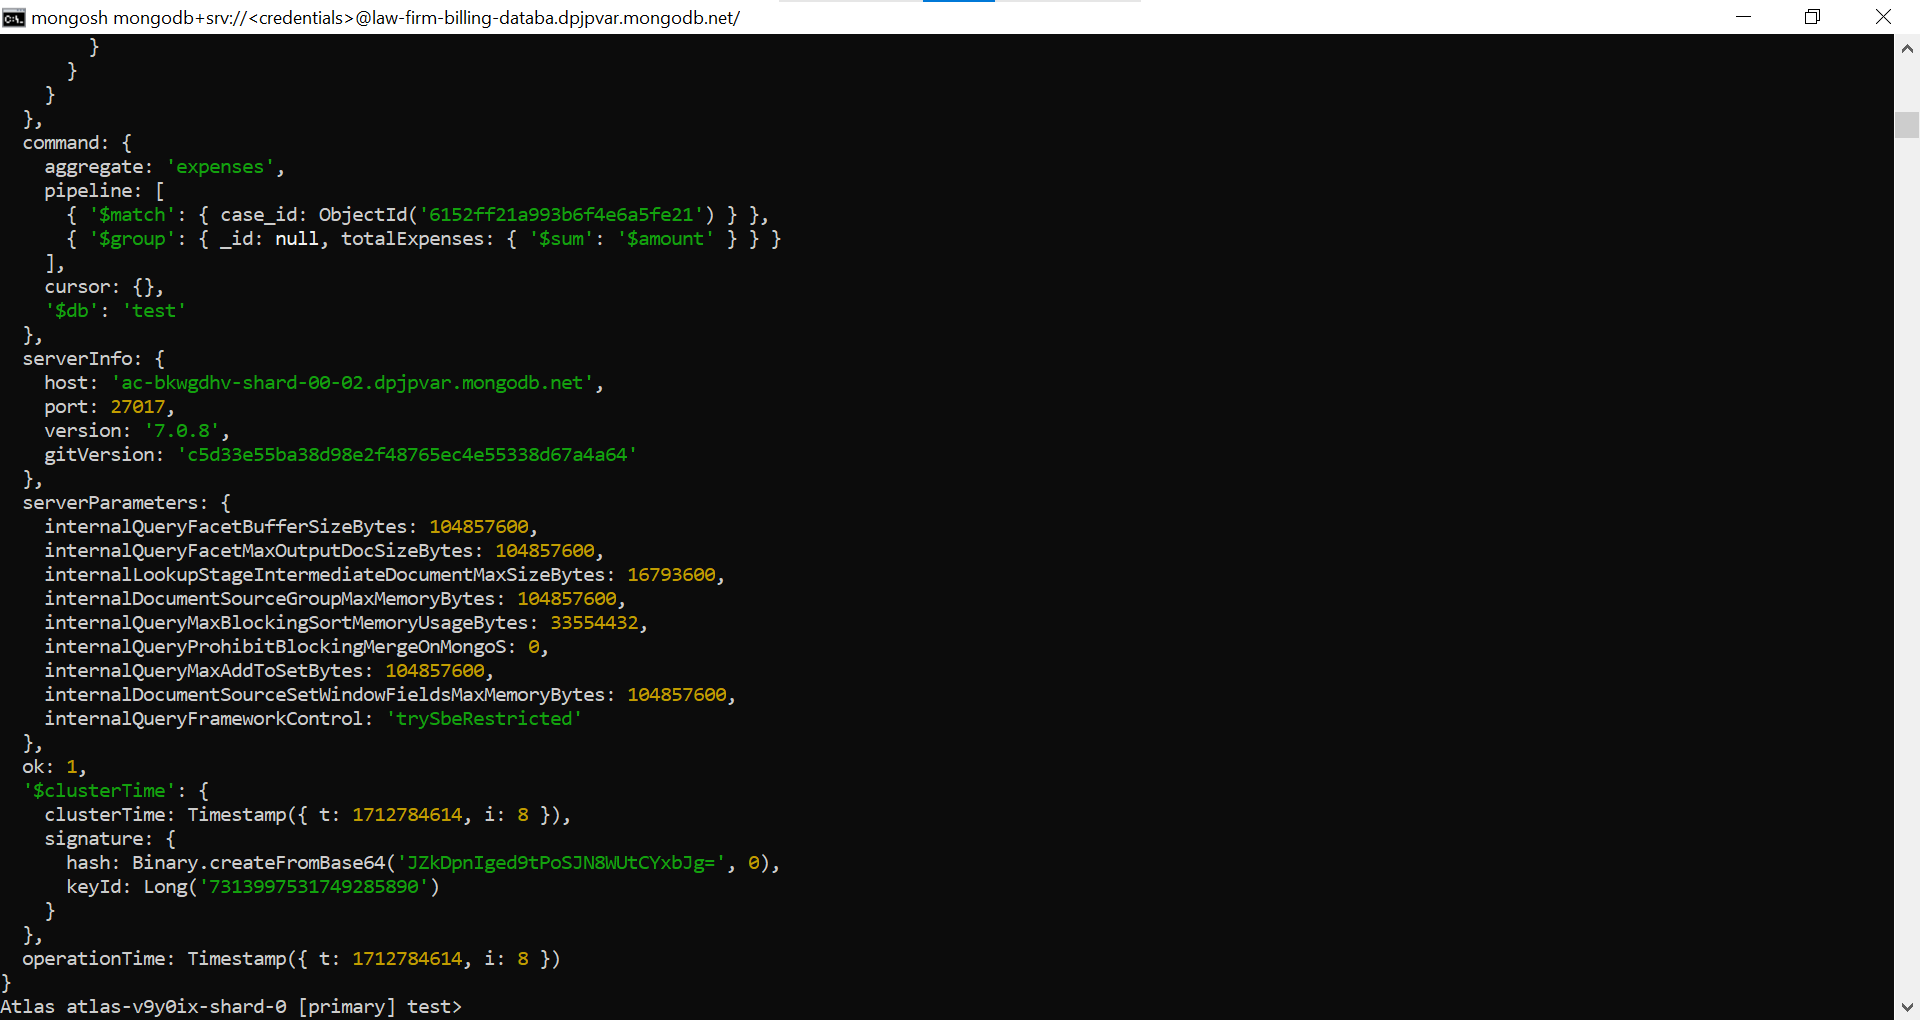 mongosh mongodb+srv://<credentials>@law-firm-billing-databa.dpjpvar.mongodb.net/
        }
      }
    }
  },
  command: {
    aggregate: 'expenses',
    pipeline: [
      { '$match': { case_id: ObjectId('6152ff21a993b6f4e6a5fe21') } },
      { '$group': { _id: null, totalExpenses: { '$sum': '$amount' } } }
    ],
    cursor: {},
    '$db': 'test'
  },
  serverInfo: {
    host: 'ac-bkwgdhv-shard-00-02.dpjpvar.mongodb.net',
    port: 27017,
    version: '7.0.8',
    gitVersion: 'c5d33e55ba38d98e2f48765ec4e55338d67a4a64'
  },
  serverParameters: {
    internalQueryFacetBufferSizeBytes: 104857600,
    internalQueryFacetMaxOutputDocSizeBytes: 104857600,
    internalLookupStageIntermediateDocumentMaxSizeBytes: 16793600,
    internalDocumentSourceGroupMaxMemoryBytes: 104857600,
    internalQueryMaxBlockingSortMemoryUsageBytes: 33554432,
    internalQueryProhibitBlockingMergeOnMongoS: 0,
    internalQueryMaxAddToSetBytes: 104857600,
    internalDocumentSourceSetWindowFieldsMaxMemoryBytes: 104857600,
    internalQueryFrameworkControl: 'trySbeRestricted'
  },
  ok: 1,
  '$clusterTime': {
    clusterTime: Timestamp({ t: 1712784614, i: 8 }),
    signature: {
      hash: Binary.createFromBase64('JZkDpnIged9tPoSJN8WUtCYxbJg=', 0),
      keyId: Long('7313997531749285890')
    }
  },
  operationTime: Timestamp({ t: 1712784614, i: 8 })
}
Atlas atlas-v9y0ix-shard-0 [primary] test>